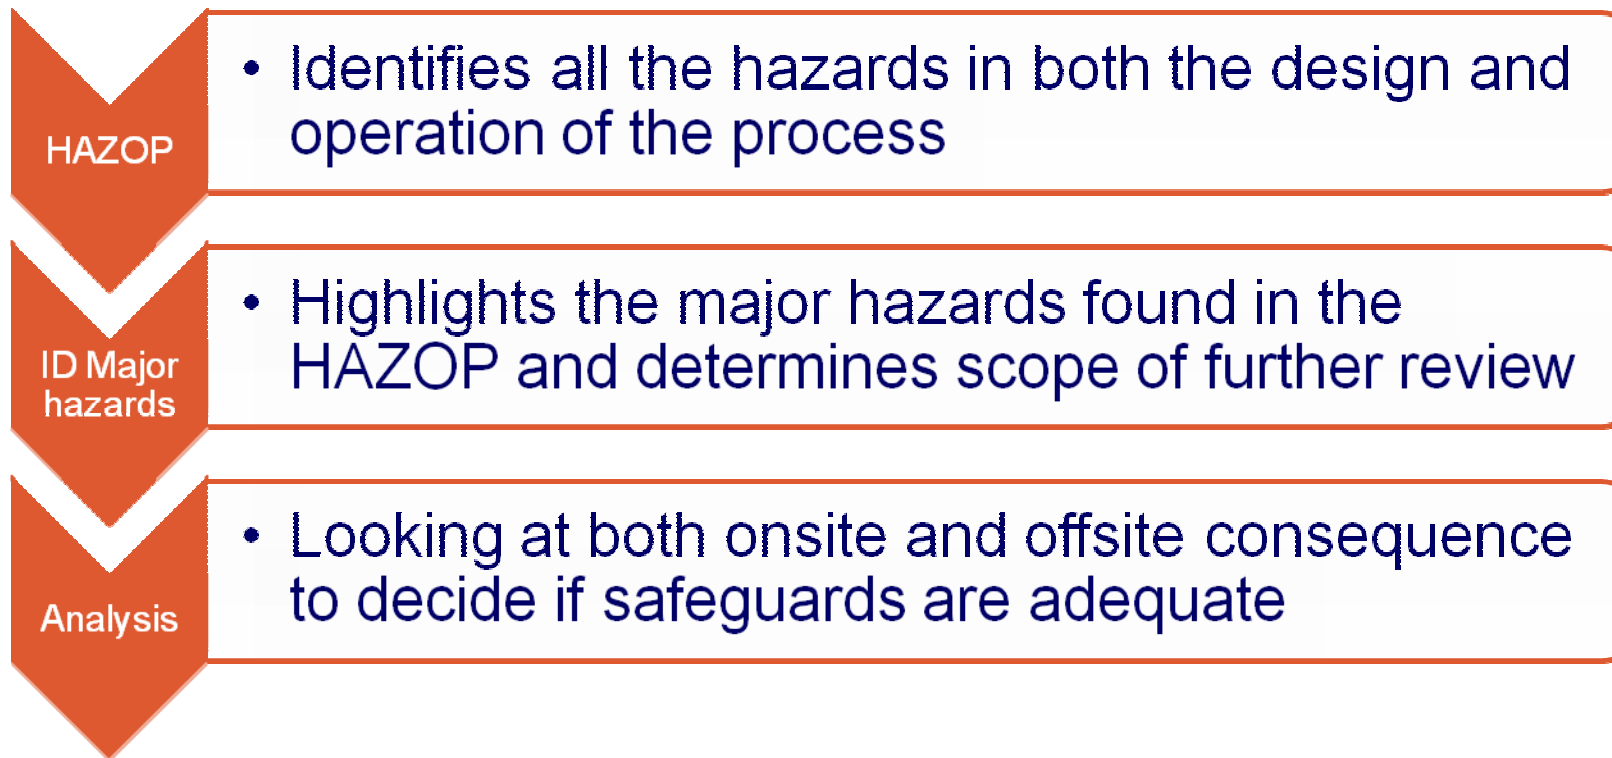 HAZOP
• Identifies all the hazards in both the design and
operation of the process
ID Major
hazards
• Highlights the major hazards found in the
HAZOP and determines scope of further review
Analysis
• Looking at both onsite and offsite consequence
to decide if safeguards are adequate